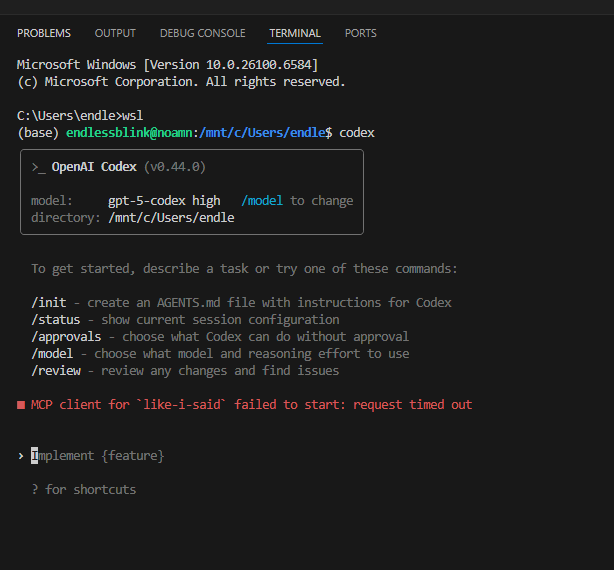 PROBLEMS OUTPUT DEBUG CONSOLE TERMINAL PORTS
Microsoft Windows [Version 10.0.26100.6584]
(c) Microsoft Corporation. All rights reserved.
C:\Users\endle>wsl
(base) endlessblink@noamn:/mnt/c/Users/endle$ codex
>_ OpenAI Codex (v0.44.0)
model: gpt-5-codex high /model to change
directory: /mnt/c/Users/endle
To get started, describe a task or try one of these commands:
/init - create an AGENTS.md file with instructions for Codex
/status - show current session configuration
/approvals - choose what Codex can do without approval
/model - choose what model and reasoning effort to use
/review - review any changes and find issues
■ MCP client for `like-i-said` failed to start: request timed out
› Implement {feature}
? for shortcuts